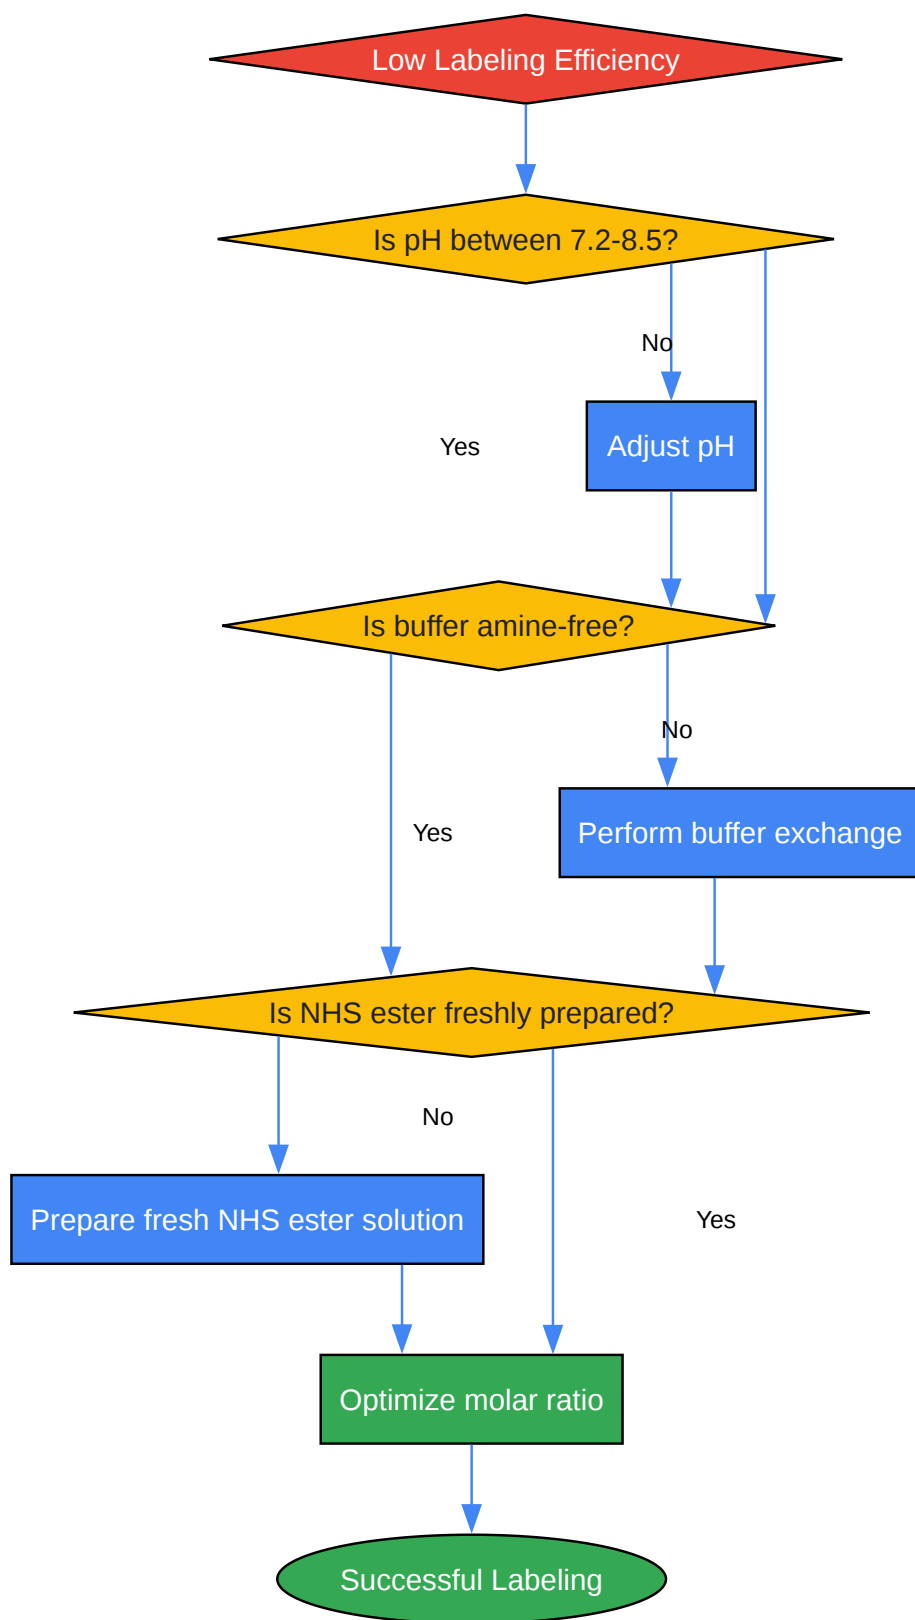 Low Labeling Efficiency
Is pH between 7.2-8.5?
No
Adjust pH
Yes
Is buffer amine-free?
No
Perform buffer exchange
Yes
Is NHS ester freshly prepared?
No
Prepare fresh NHS ester solution
Yes
Optimize molar ratio
Successful Labeling